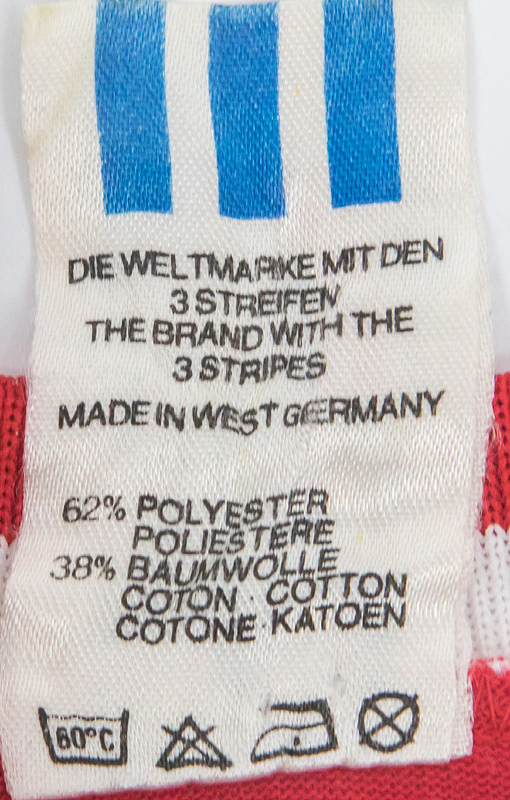 DIE WELTMARKE MIT DEN
3 STREIFEN
THE BRAND WITH THE
3 STRIPES
MADE IN WEST GERMANY
62% POLYESTER
POLIESTERE
38% BAUMWOLLE
COTON · COTTON
COTONE · KATOEN
60°C